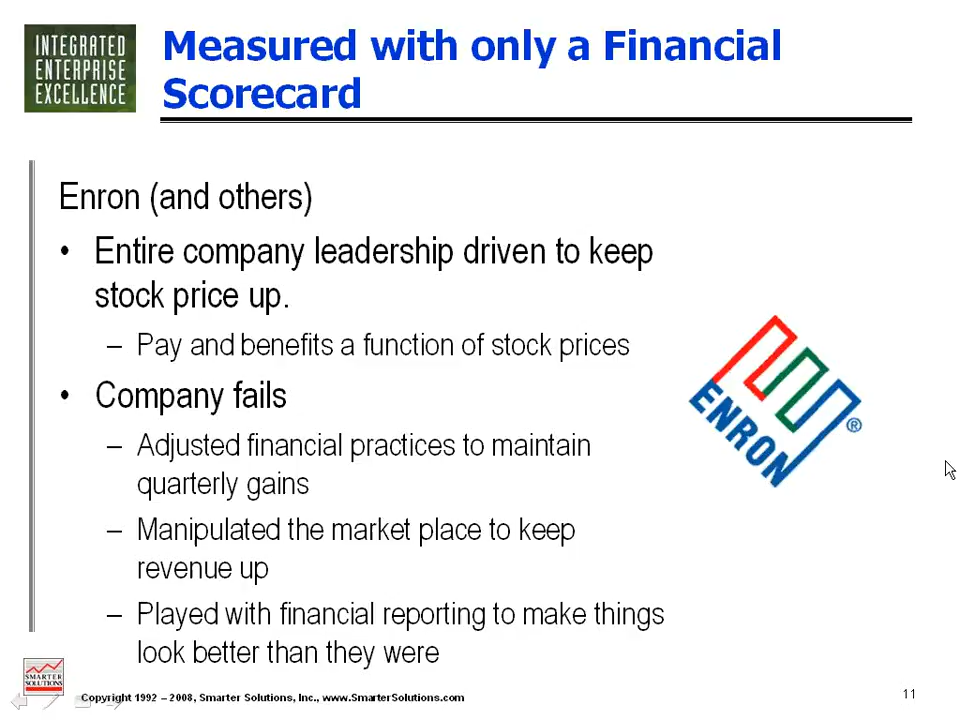 INTEGRATED
ENTERPRISE
EXCELLENCE
Measured with only a Financial
Scorecard
Enron (and others)
• Entire company leadership driven to keep
stock price up.
– Pay and benefits a function of stock prices
• Company fails
– Adjusted financial practices to maintain
quarterly gains
– Manipulated the market place to keep
revenue up
– Played with financial reporting to make things
look better than they were
ENRON®
SMARTER
SOLUTIONS
Copyright 1992 – 2008, Smarter Solutions, Inc., www.SmarterSolutions.com
11